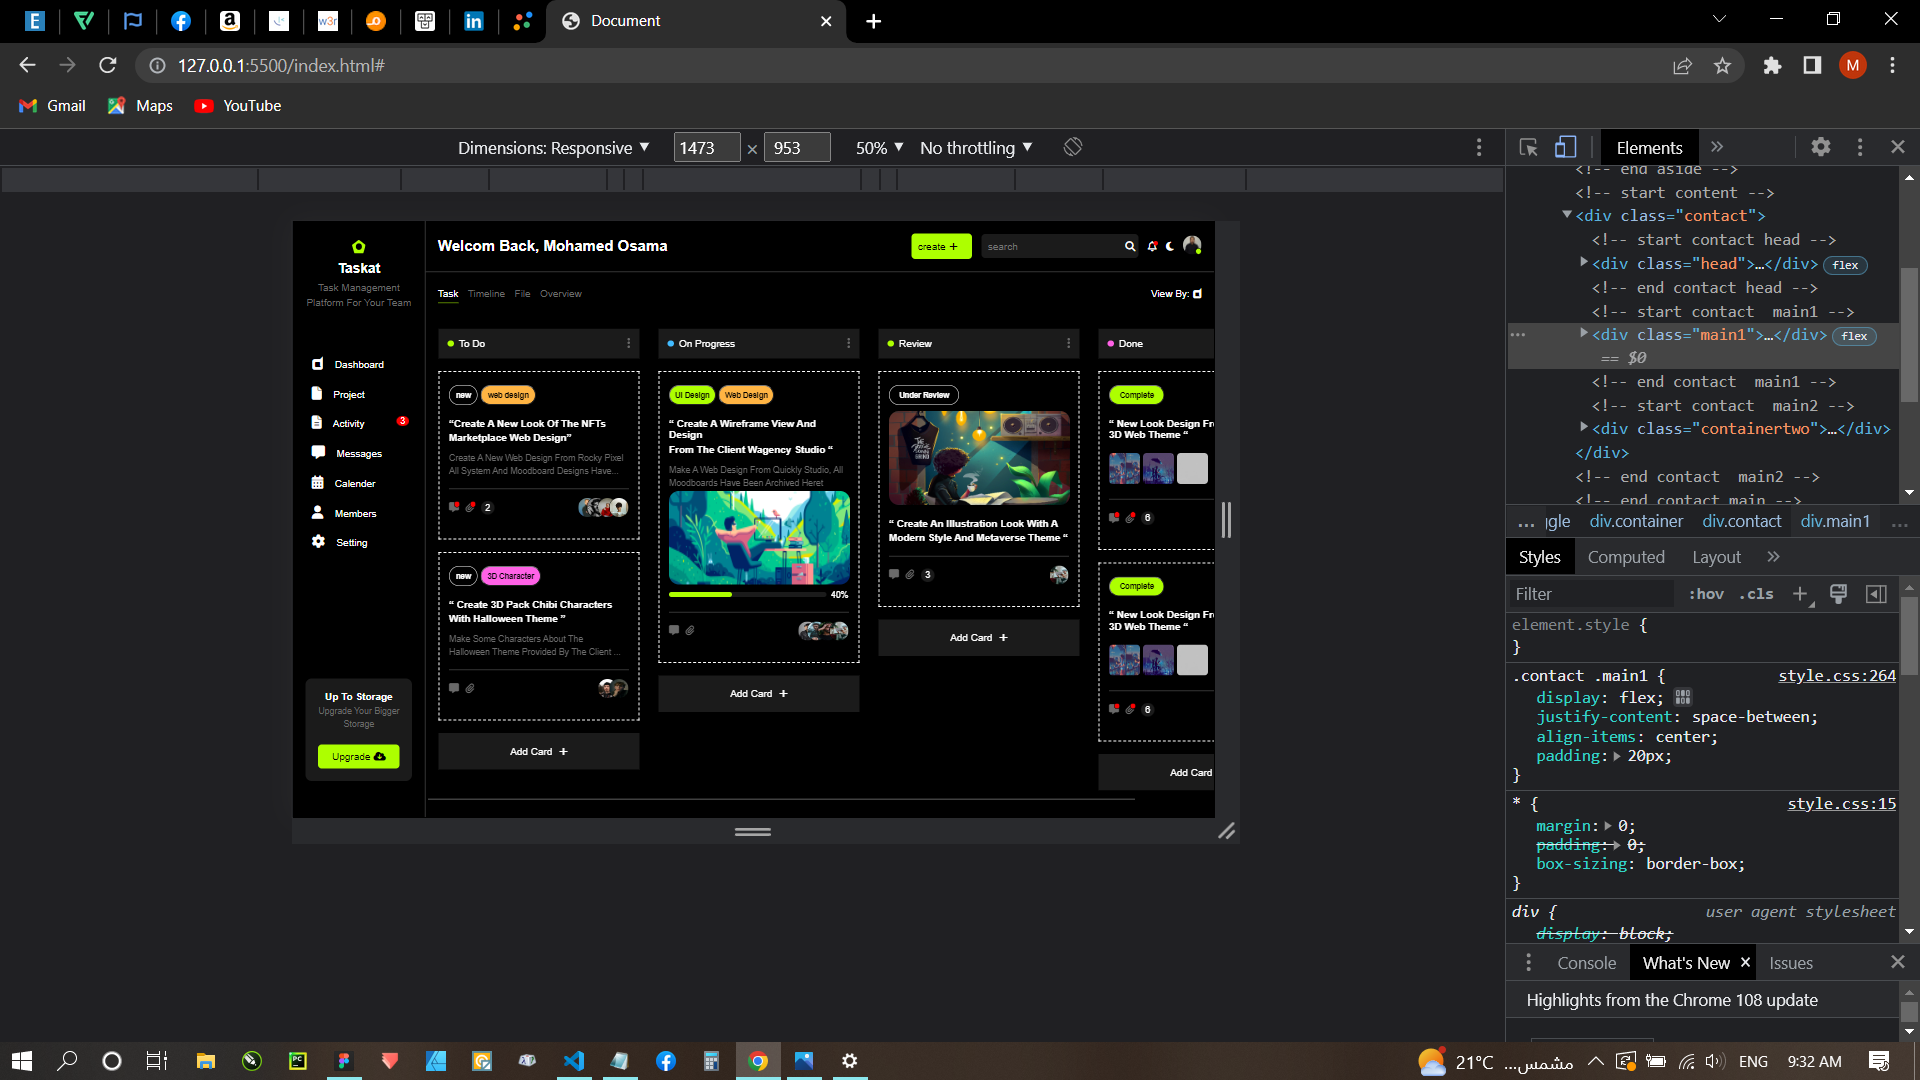 E
a
w3r
in
Document
127.0.0.1:5500/index.html#
M
Gmail
Maps
YouTube
Dimensions: Responsive
1473
×
953
50%
No throttling
Elements
<!-- end aside -->
<!-- start content -->
<div class="contact">
<!-- start contact head -->
<div class="head">…</div> flex
<!-- end contact head -->
<!-- start contact  main1 -->
<div class="main1">…</div> flex
== $0
<!-- end contact  main1 -->
<!-- start contact  main2 -->
<div class="containertwo">…</div>
</div>
<!-- end contact  main2 -->
<!-- end contact main -->
... ggle div.container div.contact div.main1 ...
Styles Computed Layout
Filter :hov .cls
element.style {
}
.contact .main1 { style.css:264
display: flex;
justify-content: space-between;
align-items: center;
padding: 20px;
}
* { style.css:15
margin: 0;
padding: 0;
box-sizing: border-box;
}
div { user agent stylesheet
display: block;
Console What's New Issues
Highlights from the Chrome 108 update
Taskat
Task Management
Platform For Your Team
Dashboard
Project
Activity 3
Messages
Calender
Members
Setting
Up To Storage
Upgrade Your Bigger
Storage
Upgrade
Welcom Back, Mohamed Osama
create +
search
Task Timeline File Overview
View By:
To Do
new web design
“Create A New Look Of The NFTs
Marketplace Web Design”
Create A New Web Design From Rocky Pixel
All System And Moodboard Designs Have...
2
new 3D Character
“ Create 3D Pack Chibi Characters
With Halloween Theme ”
Make Some Characters About The
Halloween Theme Provided By The Client ...
Add Card +
On Progress
UI Design Web Design
“ Create A Wireframe View And
Design
From The Client Wagency Studio “
Make A Web Design From Quickly Studio, All
Moodboards Have Been Archived Heret
40%
Add Card +
Review
Under Review
“ Create An Illustration Look With A
Modern Style And Metaverse Theme “
3
Add Card +
Done
Complete
“ New Look Design Fr
3D Web Theme “
6
Complete
“ New Look Design Fr
3D Web Theme “
6
Add Card
21°C
مشمس...
ENG
9:32 AM